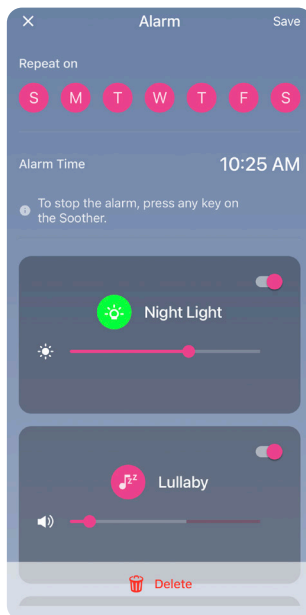 Alarm Save
Repeat on
S M T W T F S
Alarm Time 10:25 AM
To stop the alarm, press any key on
the Soother.
Night Light
Lullaby
Delete